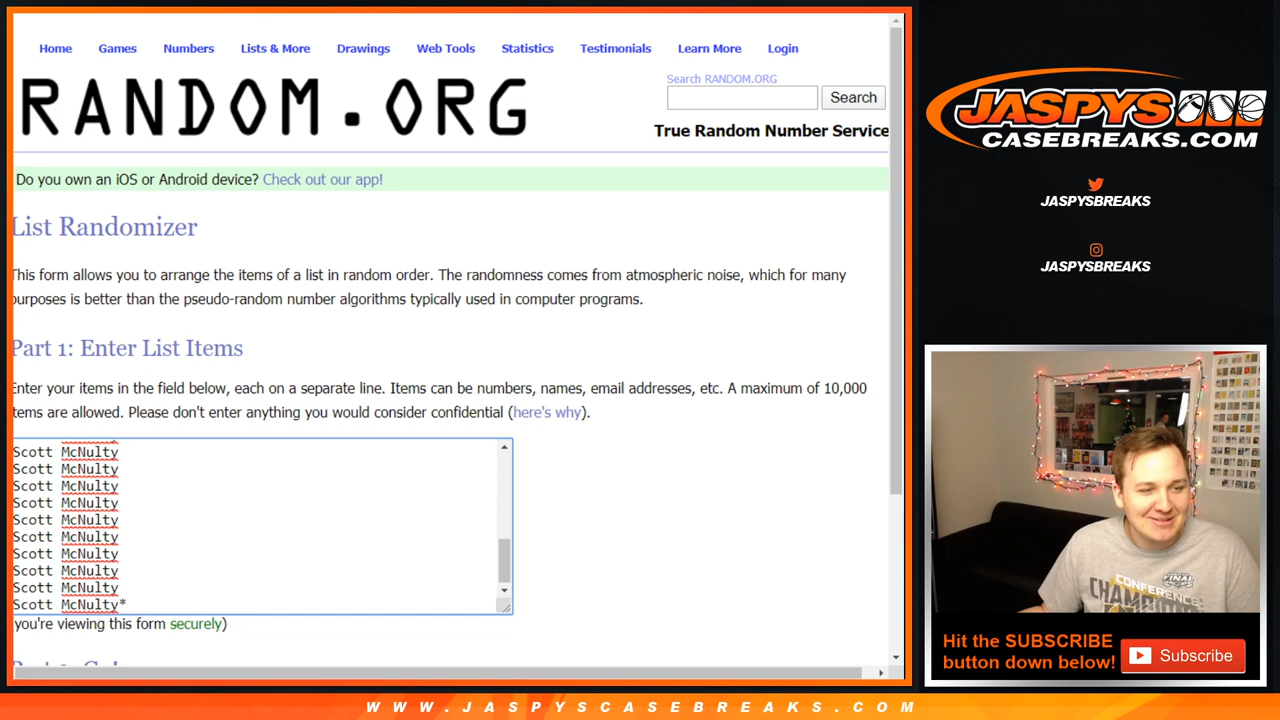 Home Games Numbers Lists & More Drawings Web Tools Statistics Testimonials Learn More Login
RANDOM.ORG
Search RANDOM.ORG
Search
True Random Number Service
Do you own an iOS or Android device? Check out our app!
List Randomizer
This form allows you to arrange the items of a list in random order. The randomness comes from atmospheric noise, which for many
purposes is better than the pseudo-random number algorithms typically used in computer programs.
Part 1: Enter List Items
Enter your items in the field below, each on a separate line. Items can be numbers, names, email addresses, etc. A maximum of 10,000
items are allowed. Please don't enter anything you would consider confidential (here's why).
Scott McNulty
Scott McNulty
Scott McNulty
Scott McNulty
Scott McNulty
Scott McNulty
Scott McNulty
Scott McNulty
Scott McNulty
Scott McNulty*
you're viewing this form securely)
JASPYS
CASEBREAKS.COM
JASPYSBREAKS
JASPYSBREAKS
CONFERENCE
FINAL
CHAMPIONS
Hit the SUBSCRIBE
button down below!
Subscribe
WWW.JASPYSCASEBREAKS.COM